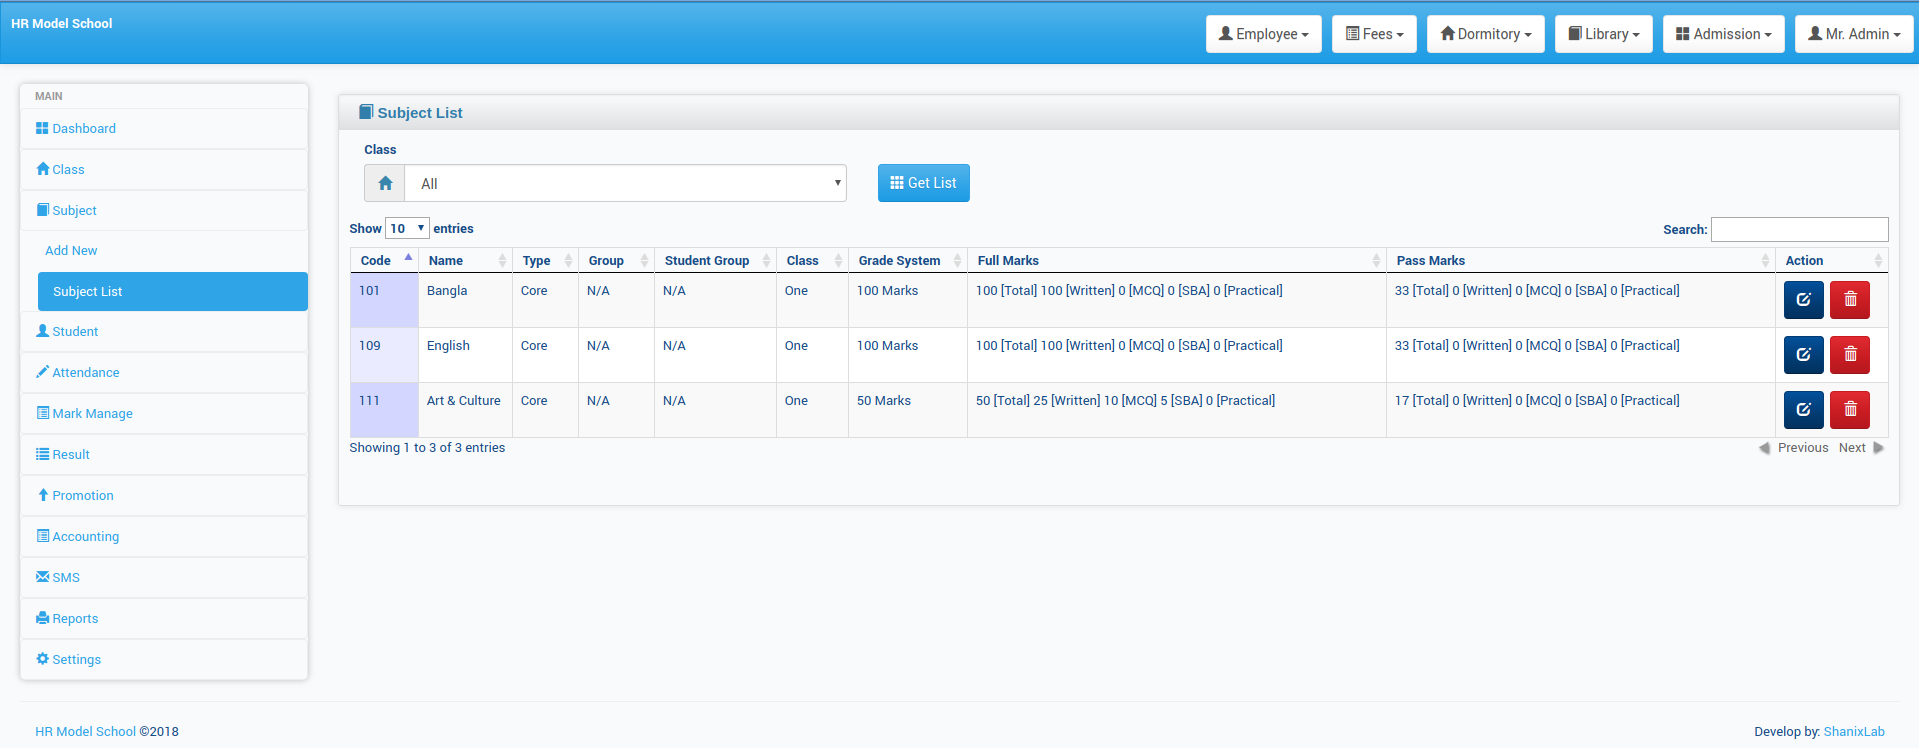 HR Model School
Employee
Fees
Dormitory
Library
Admission
Mr. Admin
MAIN
Dashboard
Class
Subject
Add New
Subject List
Student
Attendance
Mark Manage
Result
Promotion
Accounting
SMS
Reports
Settings
Subject List
Class
All
Get List
Show 10 entries
Search:
Code Name Type Group Student Group Class Grade System Full Marks Pass Marks Action
101 Bangla Core N/A N/A One 100 Marks 100 [Total] 100 [Written] 0 [MCQ] 0 [SBA] 0 [Practical] 33 [Total] 0 [Written] 0 [MCQ] 0 [SBA] 0 [Practical]
109 English Core N/A N/A One 100 Marks 100 [Total] 100 [Written] 0 [MCQ] 0 [SBA] 0 [Practical] 33 [Total] 0 [Written] 0 [MCQ] 0 [SBA] 0 [Practical]
111 Art & Culture Core N/A N/A One 50 Marks 50 [Total] 25 [Written] 10 [MCQ] 5 [SBA] 0 [Practical] 17 [Total] 0 [Written] 0 [MCQ] 0 [SBA] 0 [Practical]
Showing 1 to 3 of 3 entries
Previous Next
HR Model School ©2018
Develop by: ShanixLab